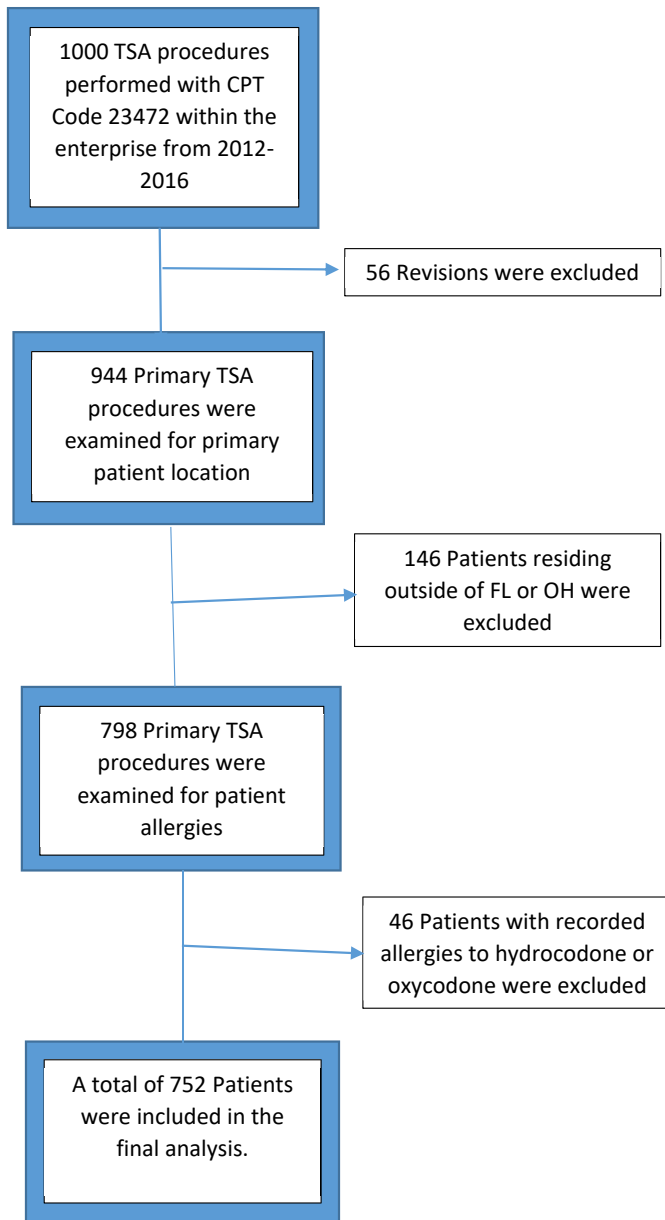 1000 TSA procedures
performed with CPT
Code 23472 within the
enterprise from 2012-
2016
56 Revisions were excluded
944 Primary TSA
procedures were
examined for primary
patient location
146 Patients residing
outside of FL or OH were
excluded
798 Primary TSA
procedures were
examined for patient
allergies
46 Patients with recorded
allergies to hydrocodone or
oxycodone were excluded
A total of 752 Patients
were included in the
final analysis.